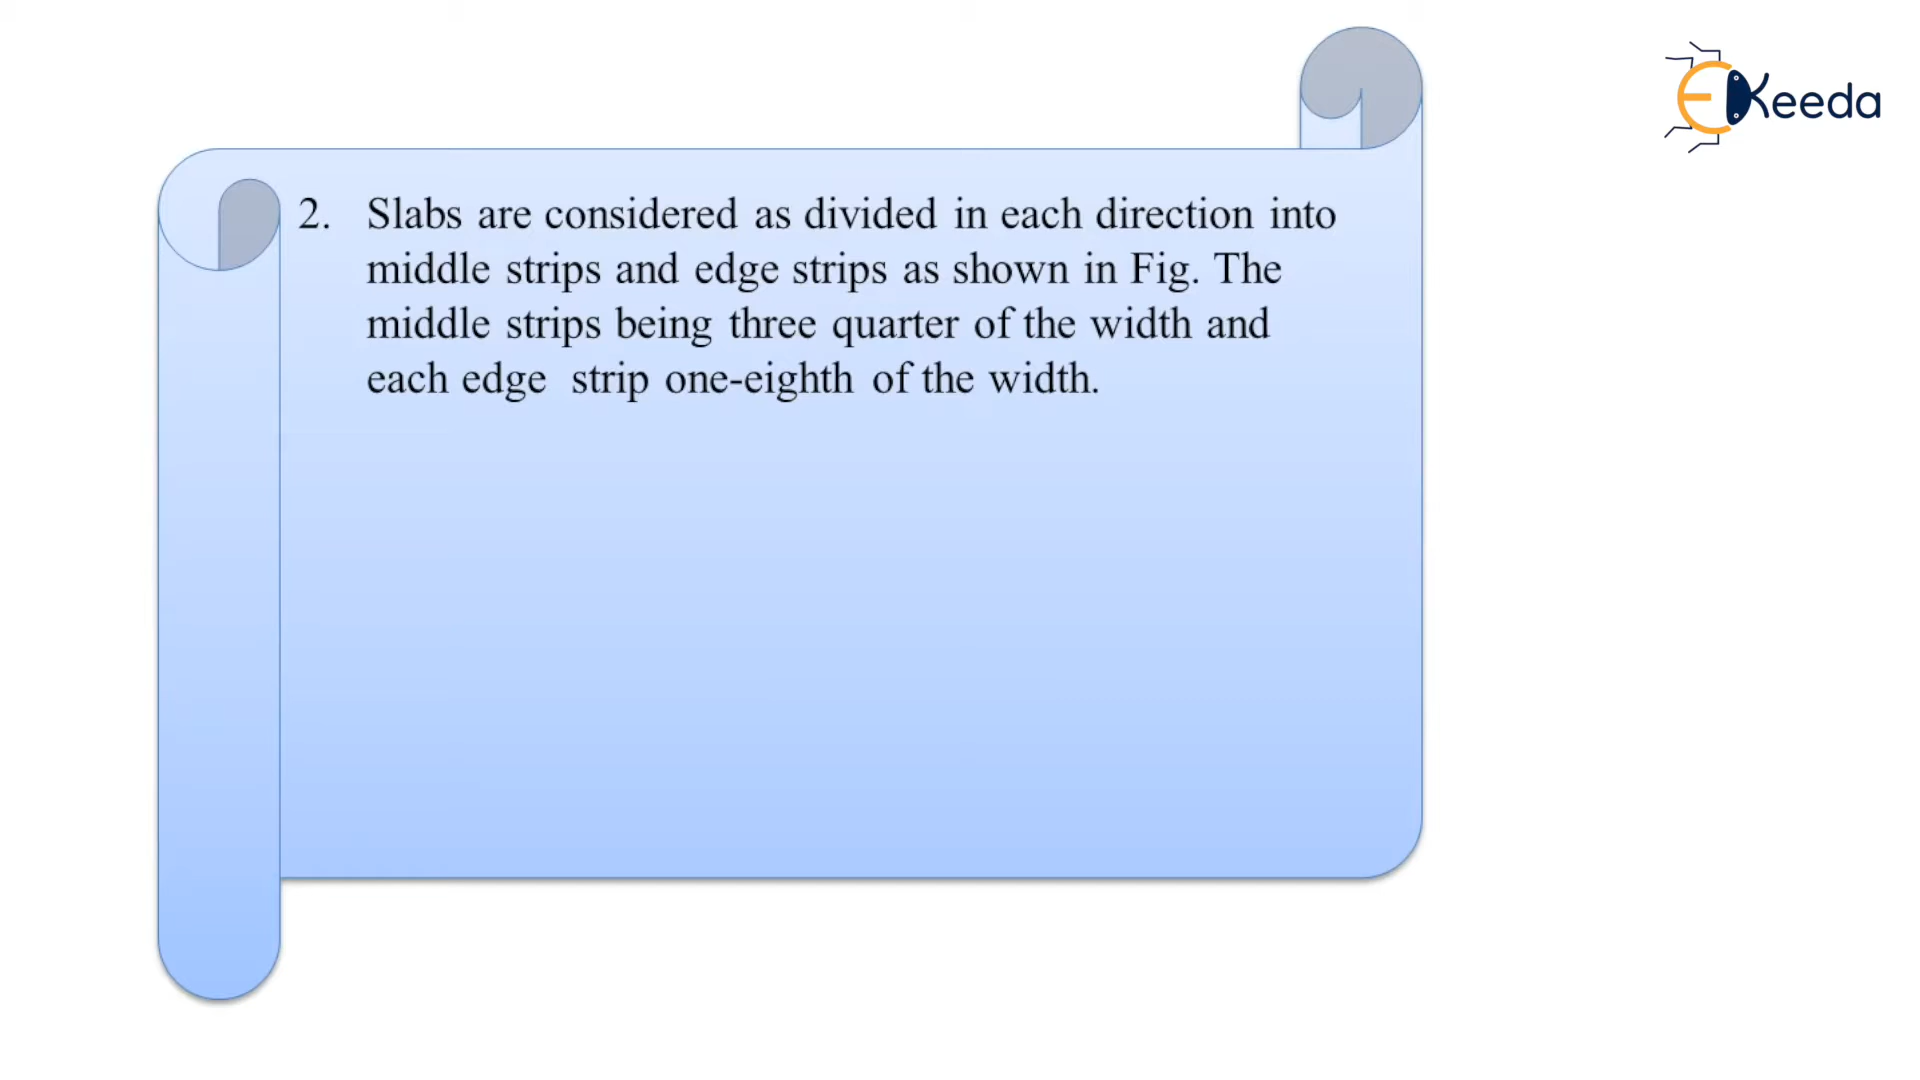 EKeeda
2. Slabs are considered as divided in each direction into
middle strips and edge strips as shown in Fig. The
middle strips being three quarter of the width and
each edge strip one-eighth of the width.